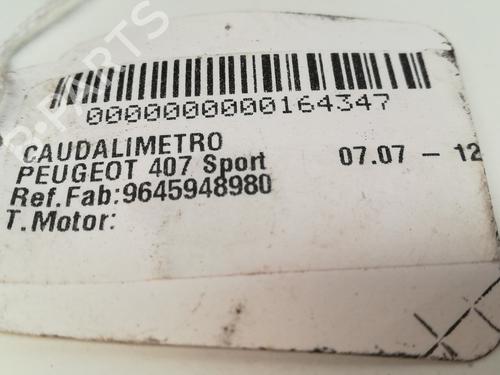 0000000000164347
CAUDALIMETRO
PEUGEOT 407 Sport 07.07 - 12
Ref.Fab:9645948980
T.Motor: